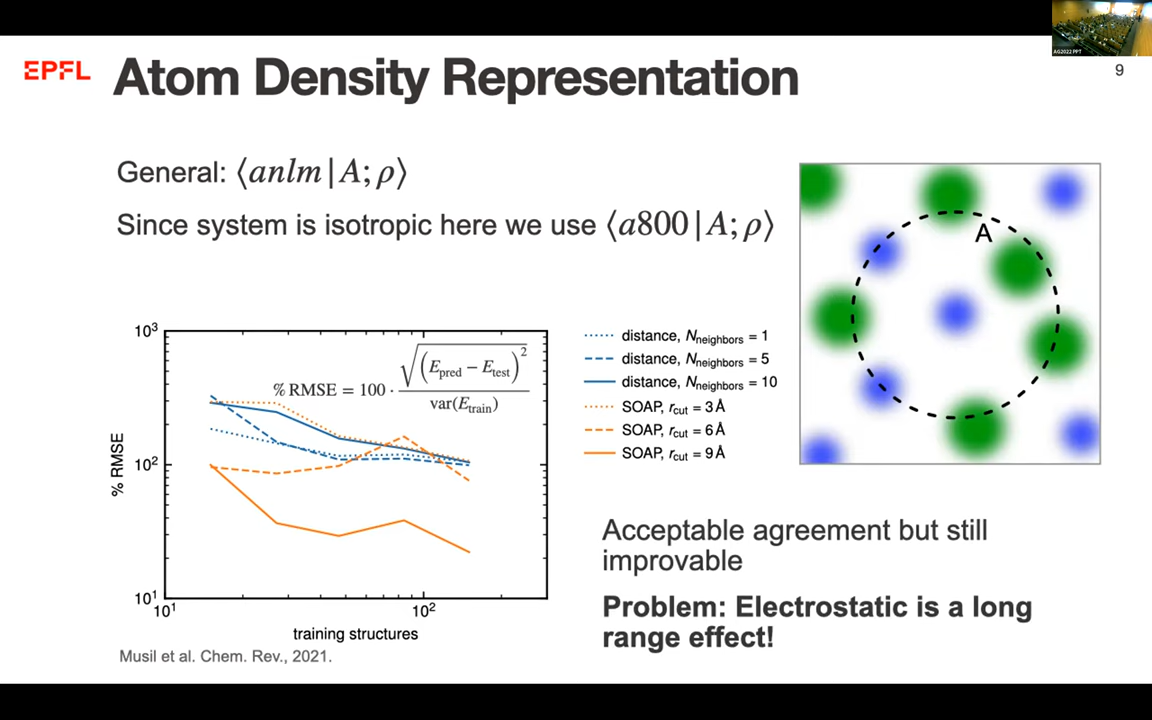 EPFL Atom Density Representation
9
AG2022 PPT
General: ⟨anlm | A; ρ⟩
Since system is isotropic here we use ⟨a800 | A; ρ⟩
A
10³
10²
10¹
% RMSE
% RMSE = 100 · √(E_pred − E_test)² / var(E_train)
10¹ 10²
training structures
distance, N_neighbors = 1
distance, N_neighbors = 5
distance, N_neighbors = 10
SOAP, r_cut = 3 Å
SOAP, r_cut = 6 Å
SOAP, r_cut = 9 Å
Acceptable agreement but still
improvable
Problem: Electrostatic is a long
range effect!
Musil et al. Chem. Rev., 2021.